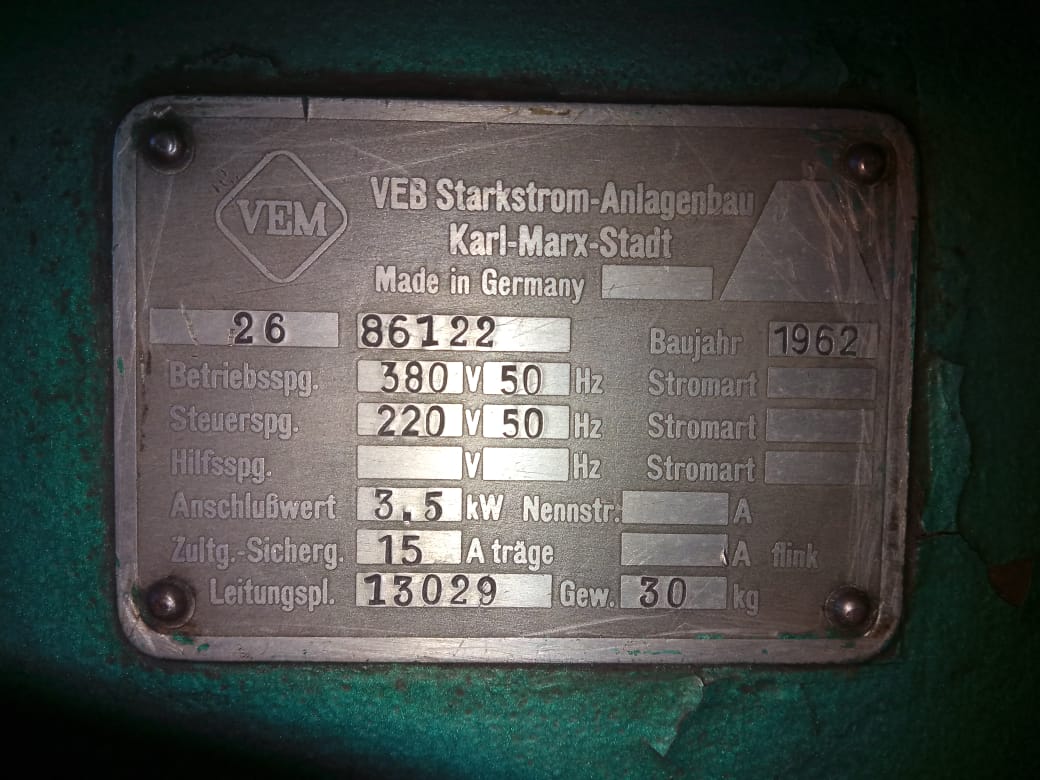 VEM
VEB Starkstrom-Anlagenbau
Karl-Marx-Stadt
Made in Germany
26 86122 Baujahr 1962
Betriebsspg. 380 V 50 Hz Stromart
Steuerspg. 220 V 50 Hz Stromart
Hilfsspg. V Hz Stromart
Anschlußwert 3,5 kW Nennstr. A
Zultg.-Sicherg. 15 A träge A flink
Leitungspl. 13029 Gew. 30 kg